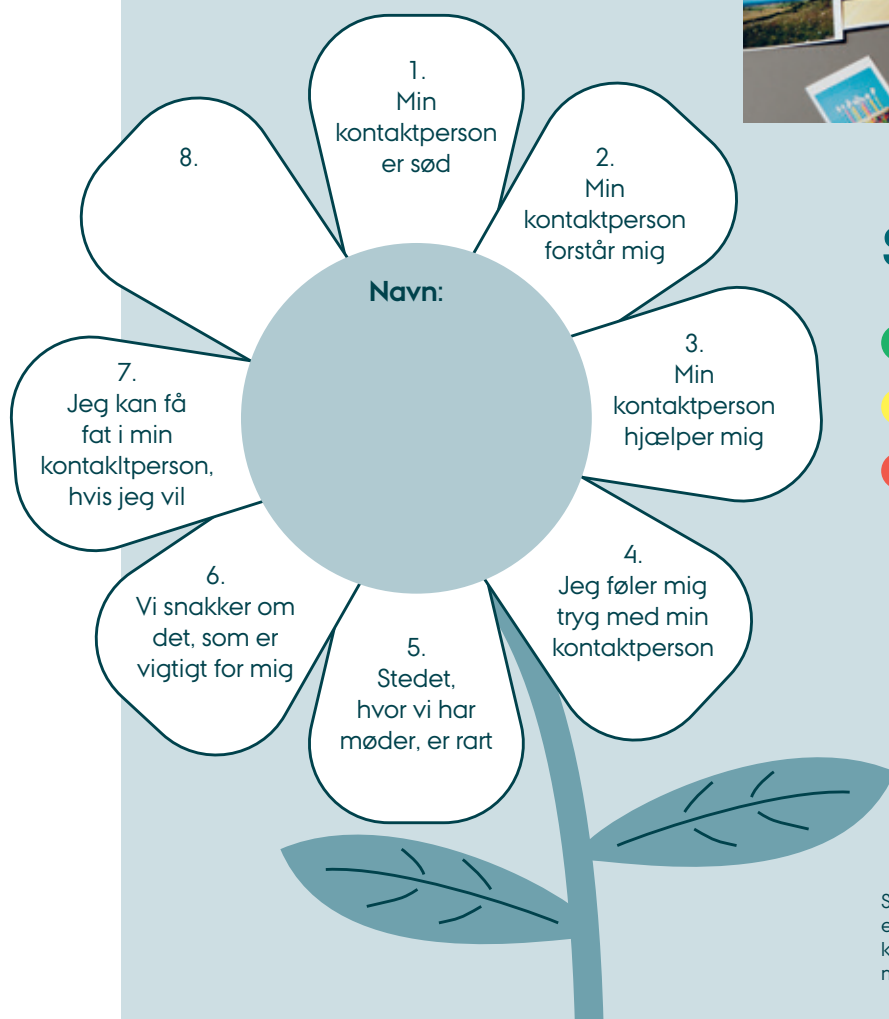 1.
Min
kontaktperson
er sød
2.
Min
kontaktperson
forstår mig
3.
Min
kontaktperson
hjælper mig
4.
Jeg føler mig
tryg med min
kontaktperson
5.
Stedet,
hvor vi har
møder, er rart
6.
Vi snakker om
det, som er
vigtigt for mig
7.
Jeg kan få
fat i min
kontakltperson,
hvis jeg vil
8.
Navn: